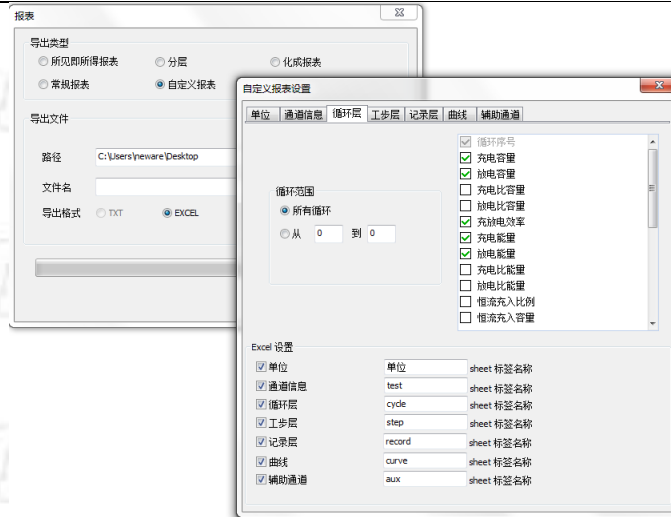 报表
导出类型
所见即所得报表 分层 化成报表
常规报表 自定义报表
导出文件
路径 C:\Users\neware\Desktop
文件名
导出格式 TXT EXCEL
自定义报表设置
单位 通道信息 循环层 工步层 记录层 曲线 辅助通道
循环范围
所有循环
从 0 到 0
循环序号
充电容量
放电容量
充电比容量
放电比容量
充放电效率
充电能量
放电能量
充电比能量
放电比能量
恒流充入比例
恒流充入容量
Excel 设置
单位 单位 sheet 标签名称
通道信息 test sheet 标签名称
循环层 cycle sheet 标签名称
工步层 step sheet 标签名称
记录层 record sheet 标签名称
曲线 curve sheet 标签名称
辅助通道 aux sheet 标签名称